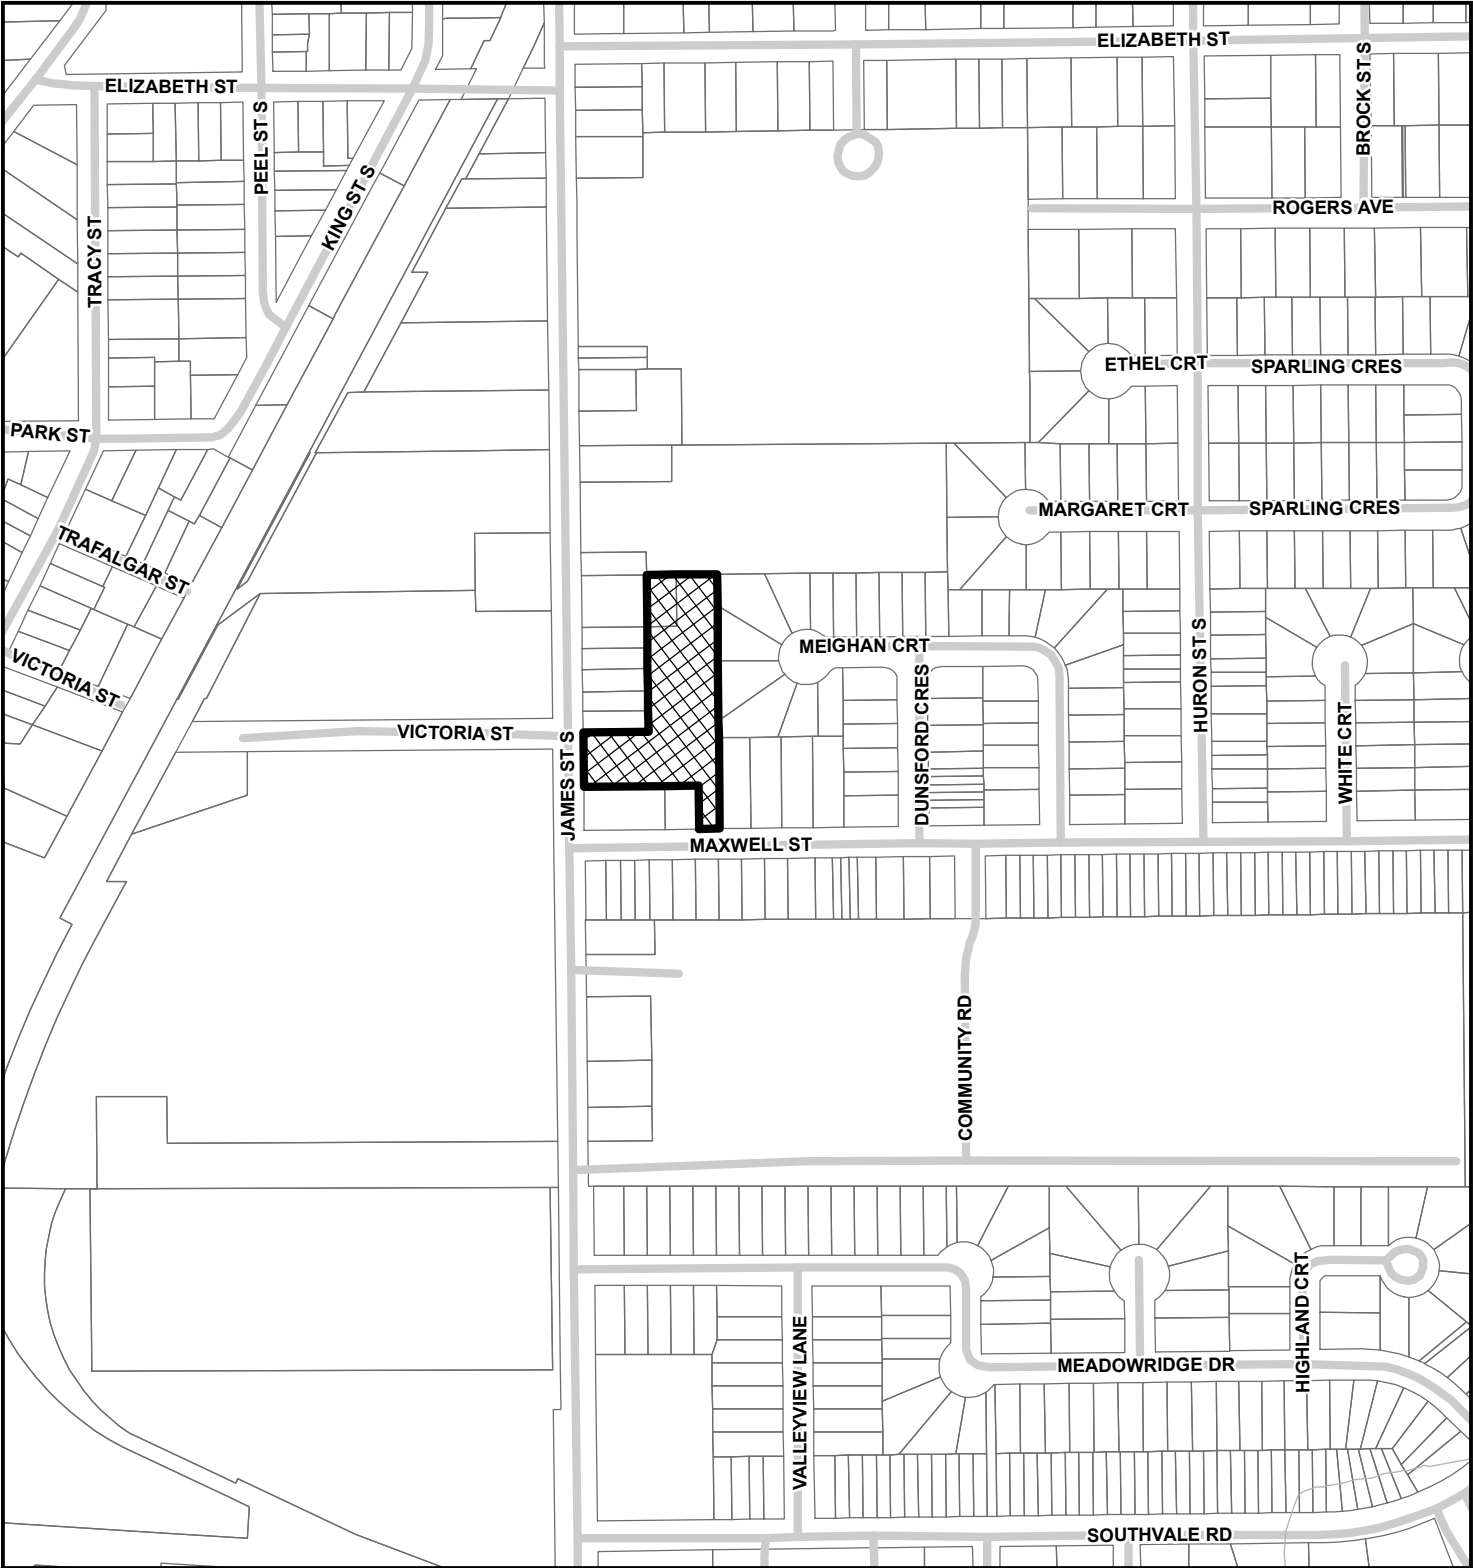 ELIZABETH ST
BROCK ST S
ELIZABETH ST
PEEL ST S
KING ST S
TRACY ST
ROGERS AVE
ETHEL CRT
SPARLING CRES
PARK ST
MARGARET CRT
SPARLING CRES
TRAFALGAR ST
VICTORIA ST
MEIGHAN CRT
HURON ST S
DUNSFORD CRES
WHITE CRT
VICTORIA ST
JAMES ST S
MAXWELL ST
COMMUNITY RD
HIGHLAND CRT
VALLEYVIEW LANE
MEADOWRIDGE DR
SOUTHVALE RD